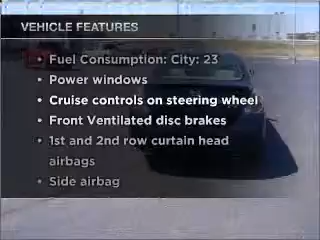 VEHICLE FEATURES
• Fuel Consumption: City: 23
• Power windows
• Cruise controls on steering wheel
• Front Ventilated disc brakes
• 1st and 2nd row curtain head
airbags
• Side airbag